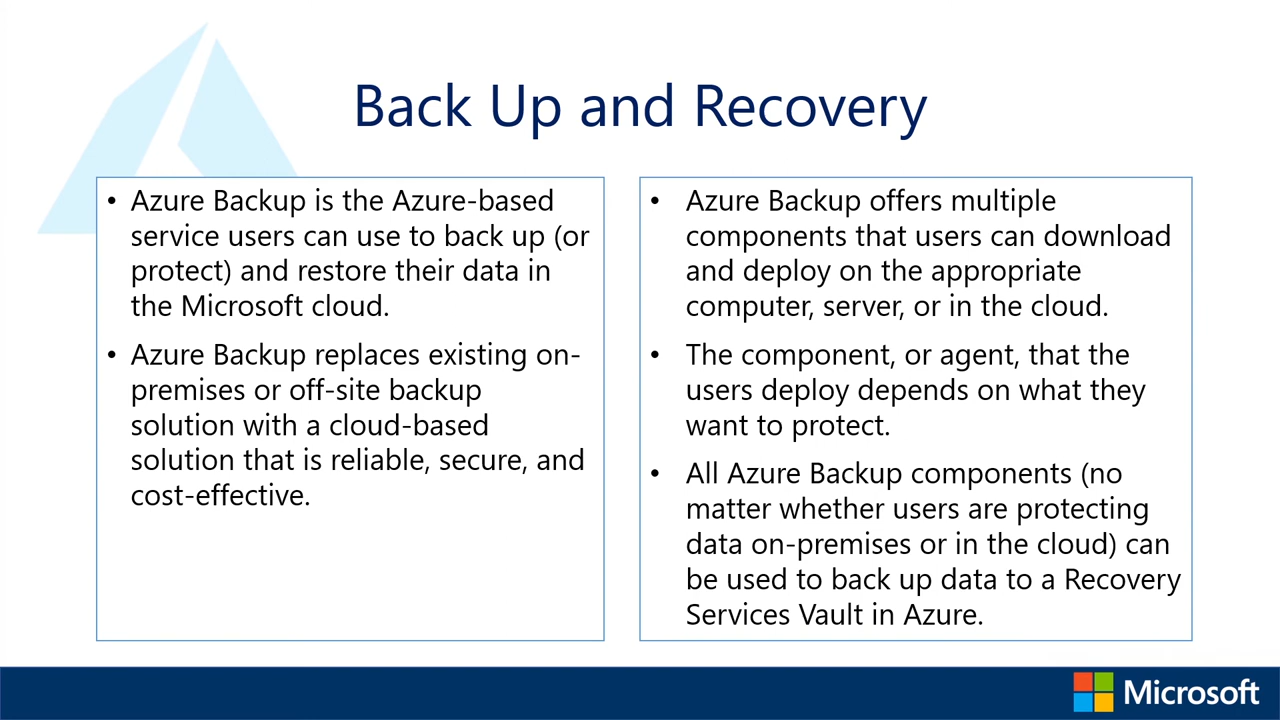 Back Up and Recovery
• Azure Backup is the Azure-based
service users can use to back up (or
protect) and restore their data in
the Microsoft cloud.
• Azure Backup replaces existing on-
premises or off-site backup
solution with a cloud-based
solution that is reliable, secure, and
cost-effective.
• Azure Backup offers multiple
components that users can download
and deploy on the appropriate
computer, server, or in the cloud.
• The component, or agent, that the
users deploy depends on what they
want to protect.
• All Azure Backup components (no
matter whether users are protecting
data on-premises or in the cloud) can
be used to back up data to a Recovery
Services Vault in Azure.
Microsoft